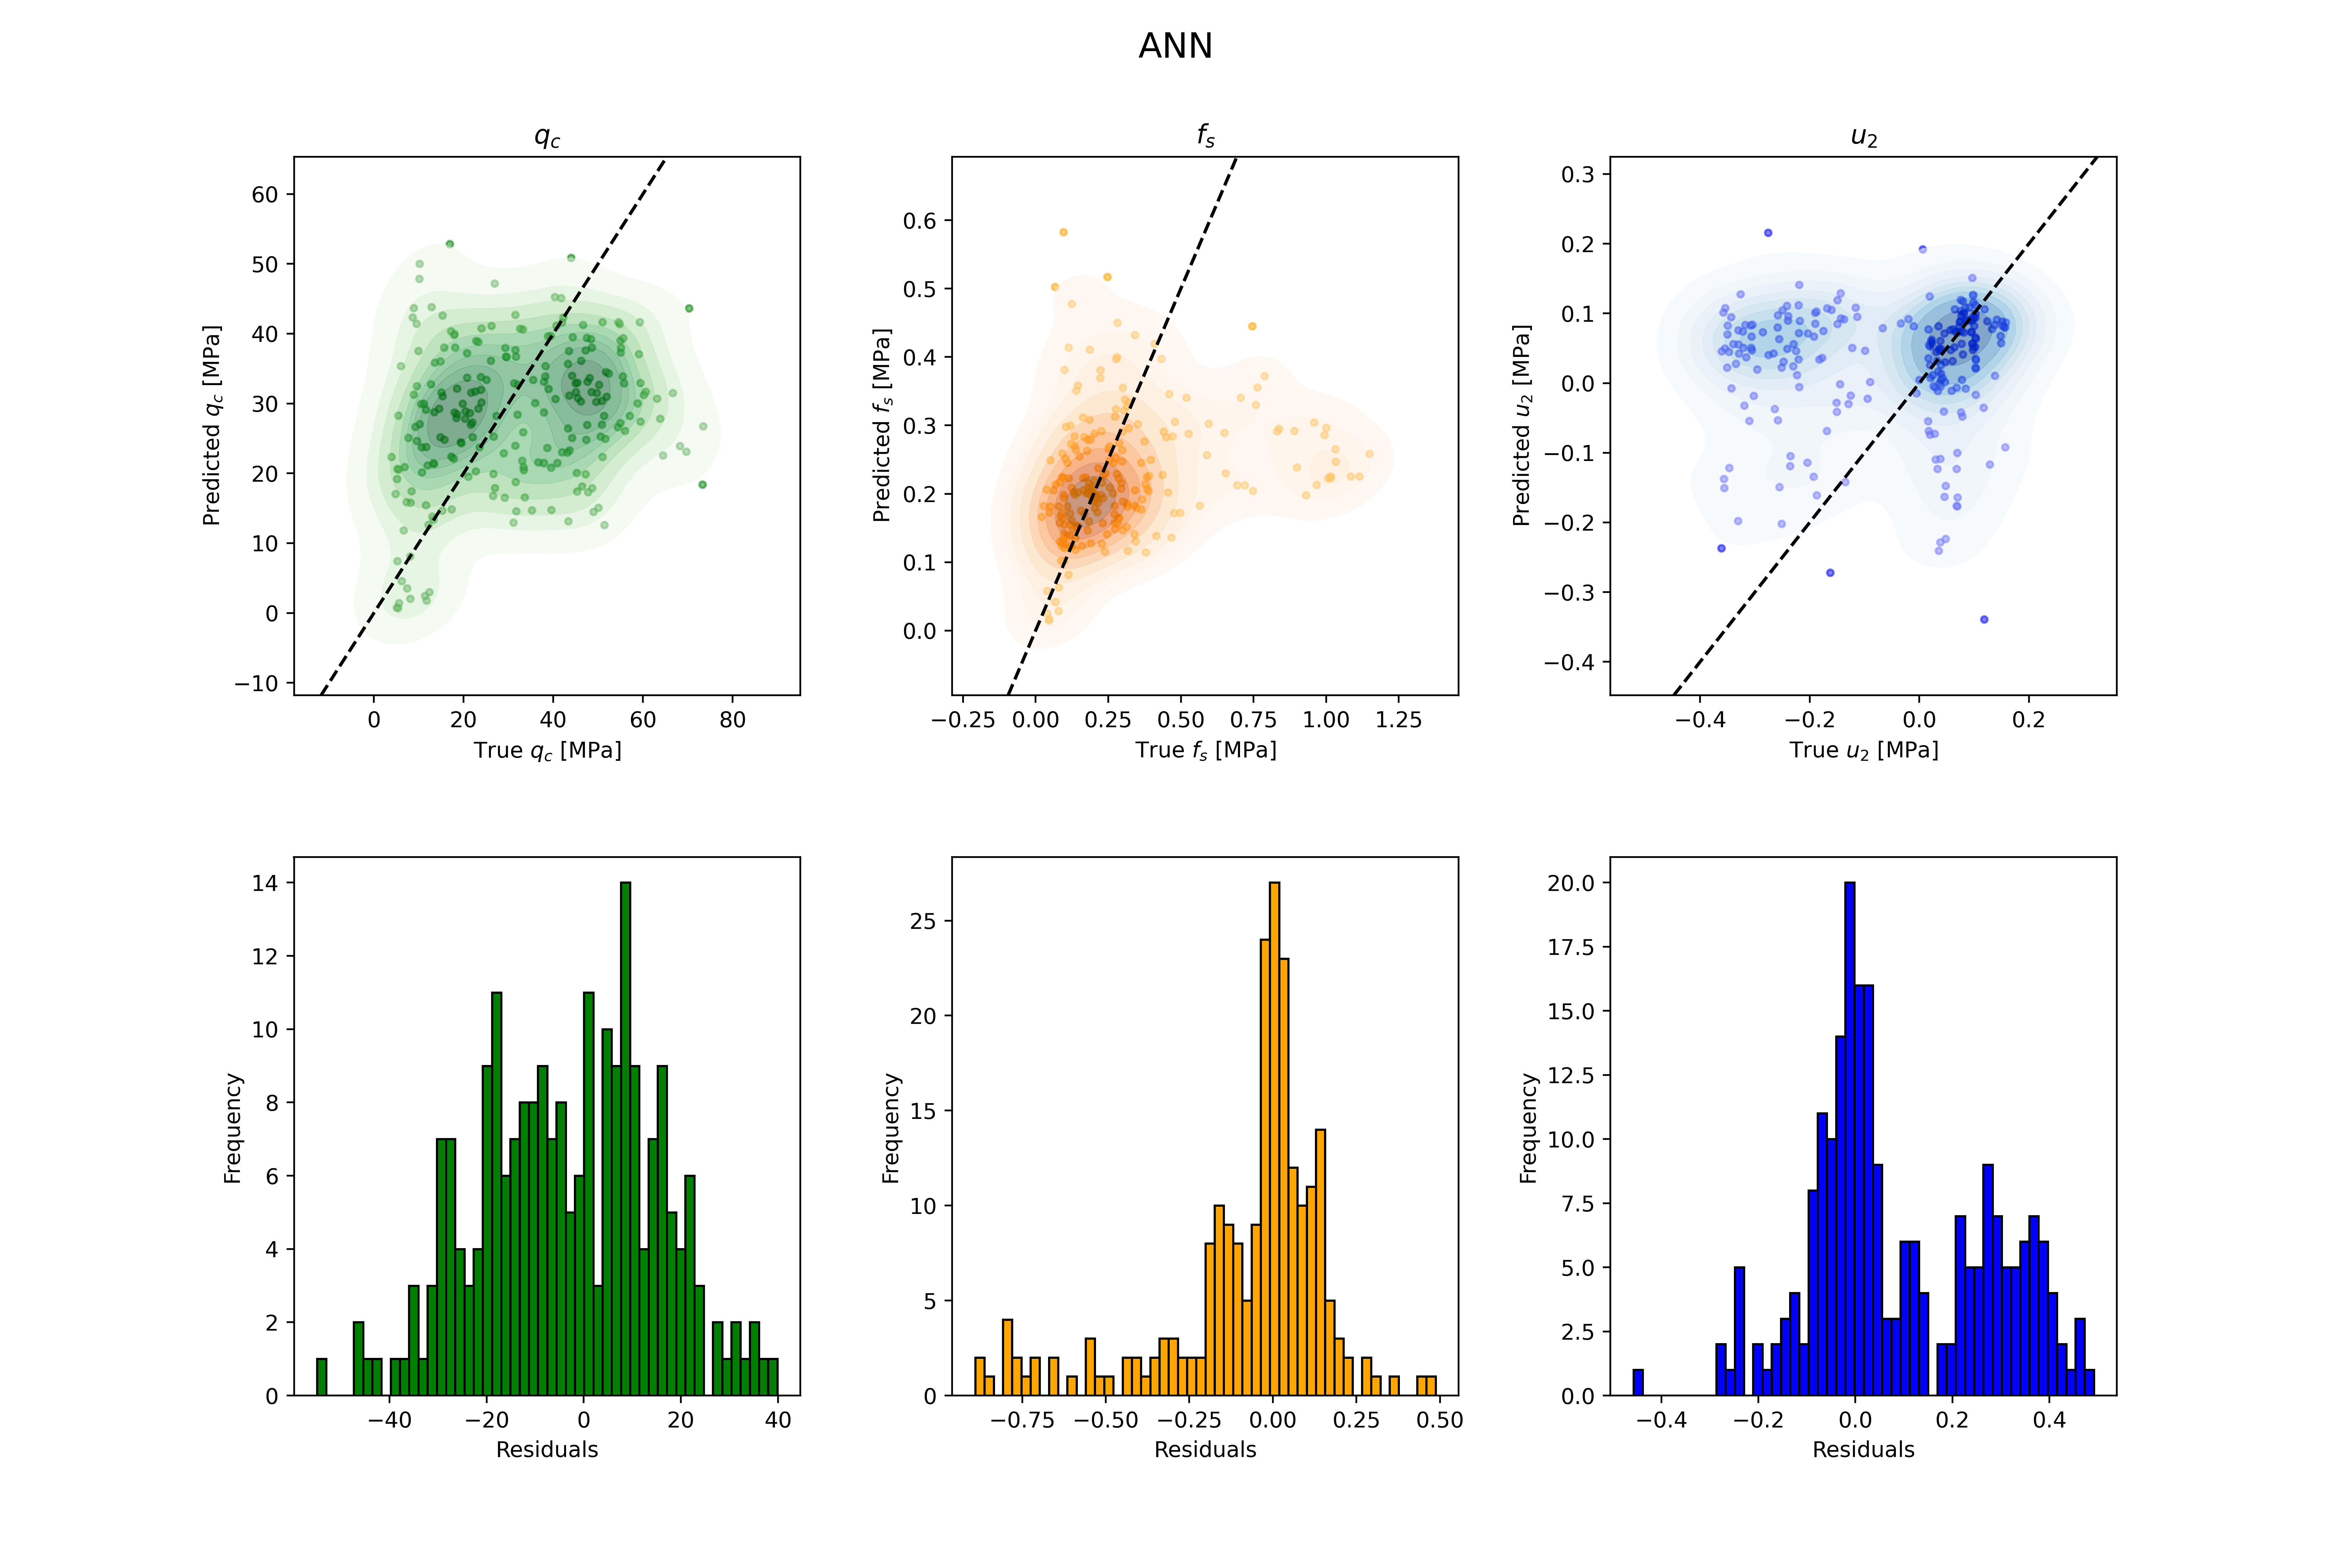 ANN
q_c
f_s
u_2
Predicted q_c [MPa]
60
50
40
30
20
10
0
−10
0 20 40 60 80
True q_c [MPa]
Predicted f_s [MPa]
0.6
0.5
0.4
0.3
0.2
0.1
0.0
−0.25 0.00 0.25 0.50 0.75 1.00 1.25
True f_s [MPa]
Predicted u_2 [MPa]
0.3
0.2
0.1
0.0
−0.1
−0.2
−0.3
−0.4
−0.4 −0.2 0.0 0.2
True u_2 [MPa]
Frequency
14
12
10
8
6
4
2
0
−40 −20 0 20 40
Residuals
Frequency
25
20
15
10
5
0
−0.75 −0.50 −0.25 0.00 0.25 0.50
Residuals
Frequency
20.0
17.5
15.0
12.5
10.0
7.5
5.0
2.5
0.0
−0.4 −0.2 0.0 0.2 0.4
Residuals